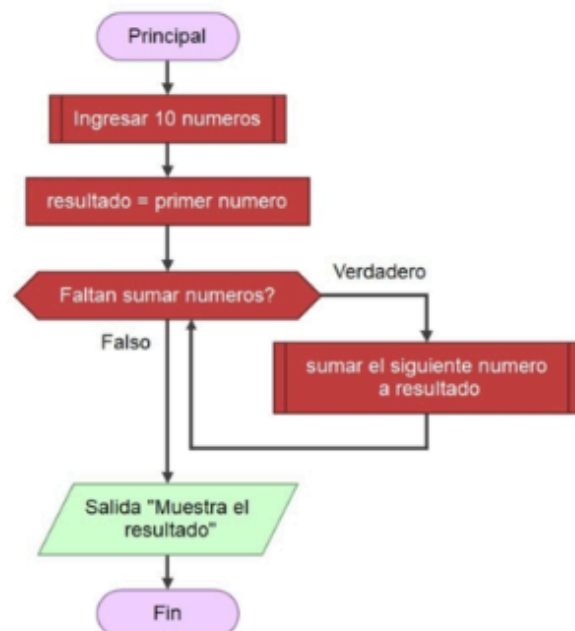 Principal
Ingresar 10 numeros
resultado = primer numero
Faltan sumar numeros?
Verdadero
Falso
sumar el siguiente numero
a resultado
Salida "Muestra el
resultado"
Fin